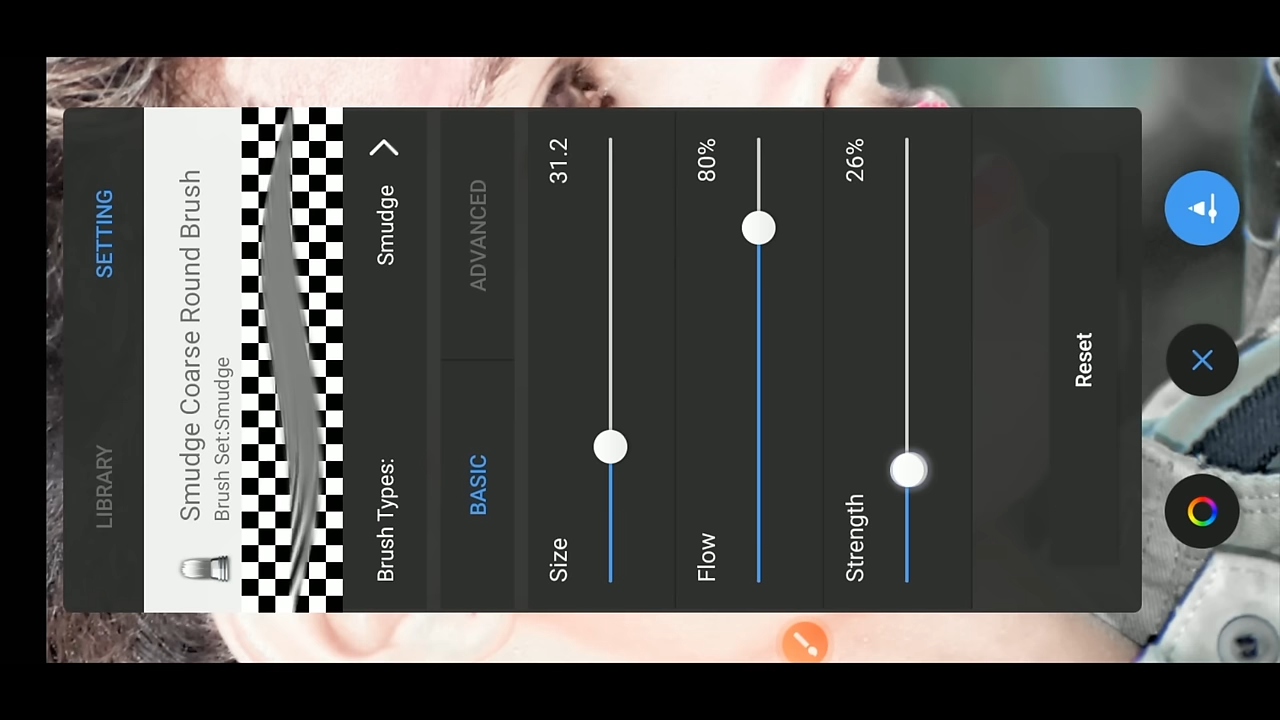 LIBRARY SETTING
Smudge Coarse Round Brush
Brush Set:Smudge
Brush Types: Smudge
BASIC ADVANCED
Size 31.2
Flow 80%
Strength 26%
Reset